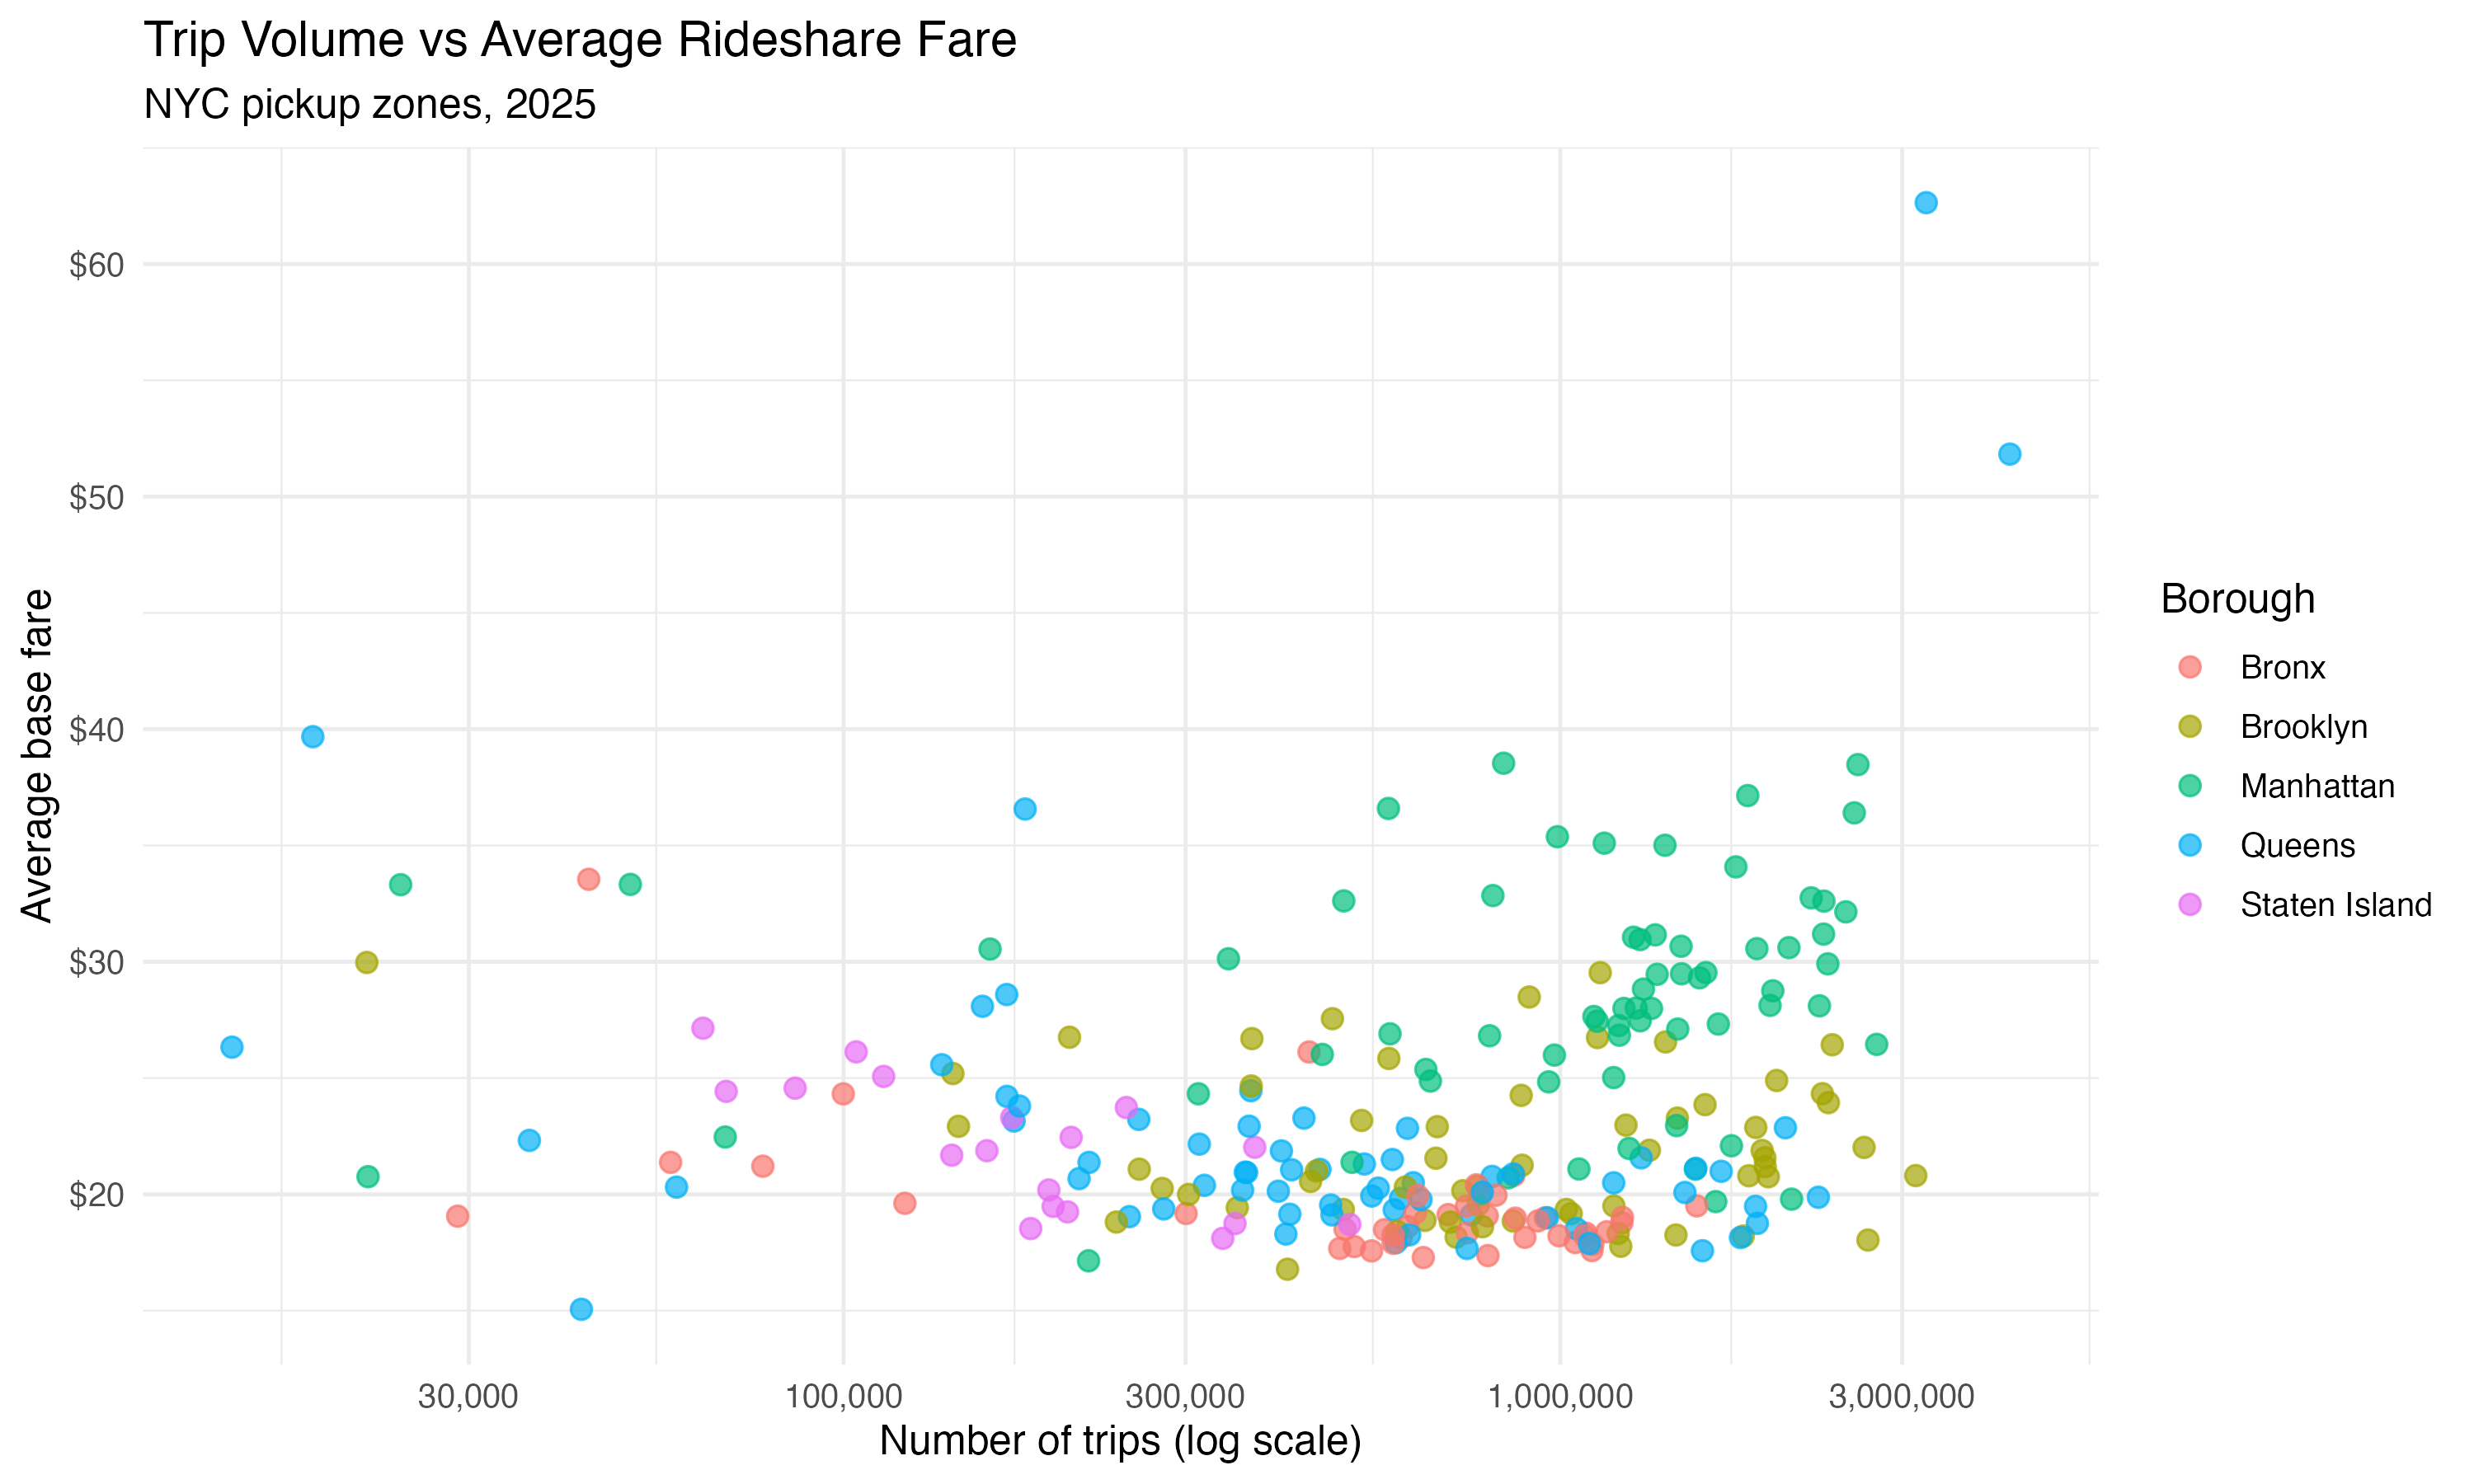 Trip Volume vs Average Rideshare Fare
NYC pickup zones, 2025
$60
$50
$40
$30
$20
Average base fare
30,000
100,000
300,000
1,000,000
3,000,000
Number of trips (log scale)
Borough
Bronx
Brooklyn
Manhattan
Queens
Staten Island